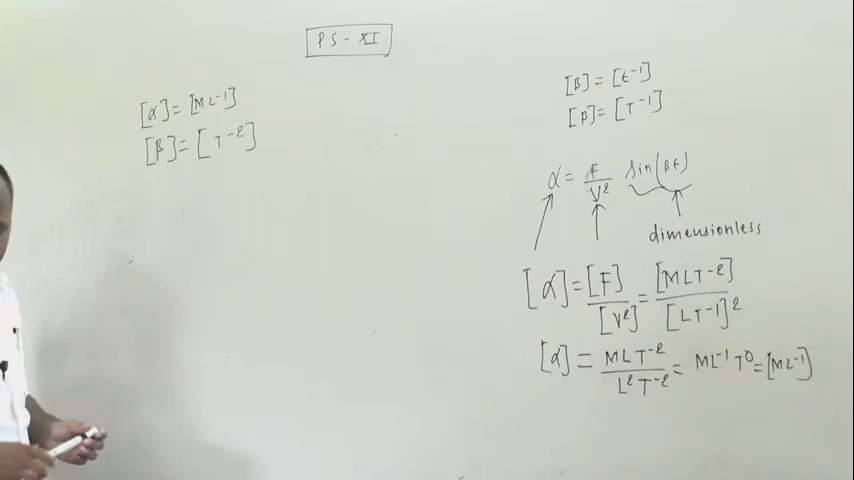 PS - XI
[α] = [ML⁻¹]
[β] = [T⁻²]
[β] = [t⁻¹]
[β] = [T⁻¹]
α = F/V² sin(βt)
dimensionless
[α] = [F]/[V²] = [MLT⁻²]/[LT⁻¹]²
[α] = MLT⁻²/L²T⁻² = ML⁻¹T⁰ = [ML⁻¹]